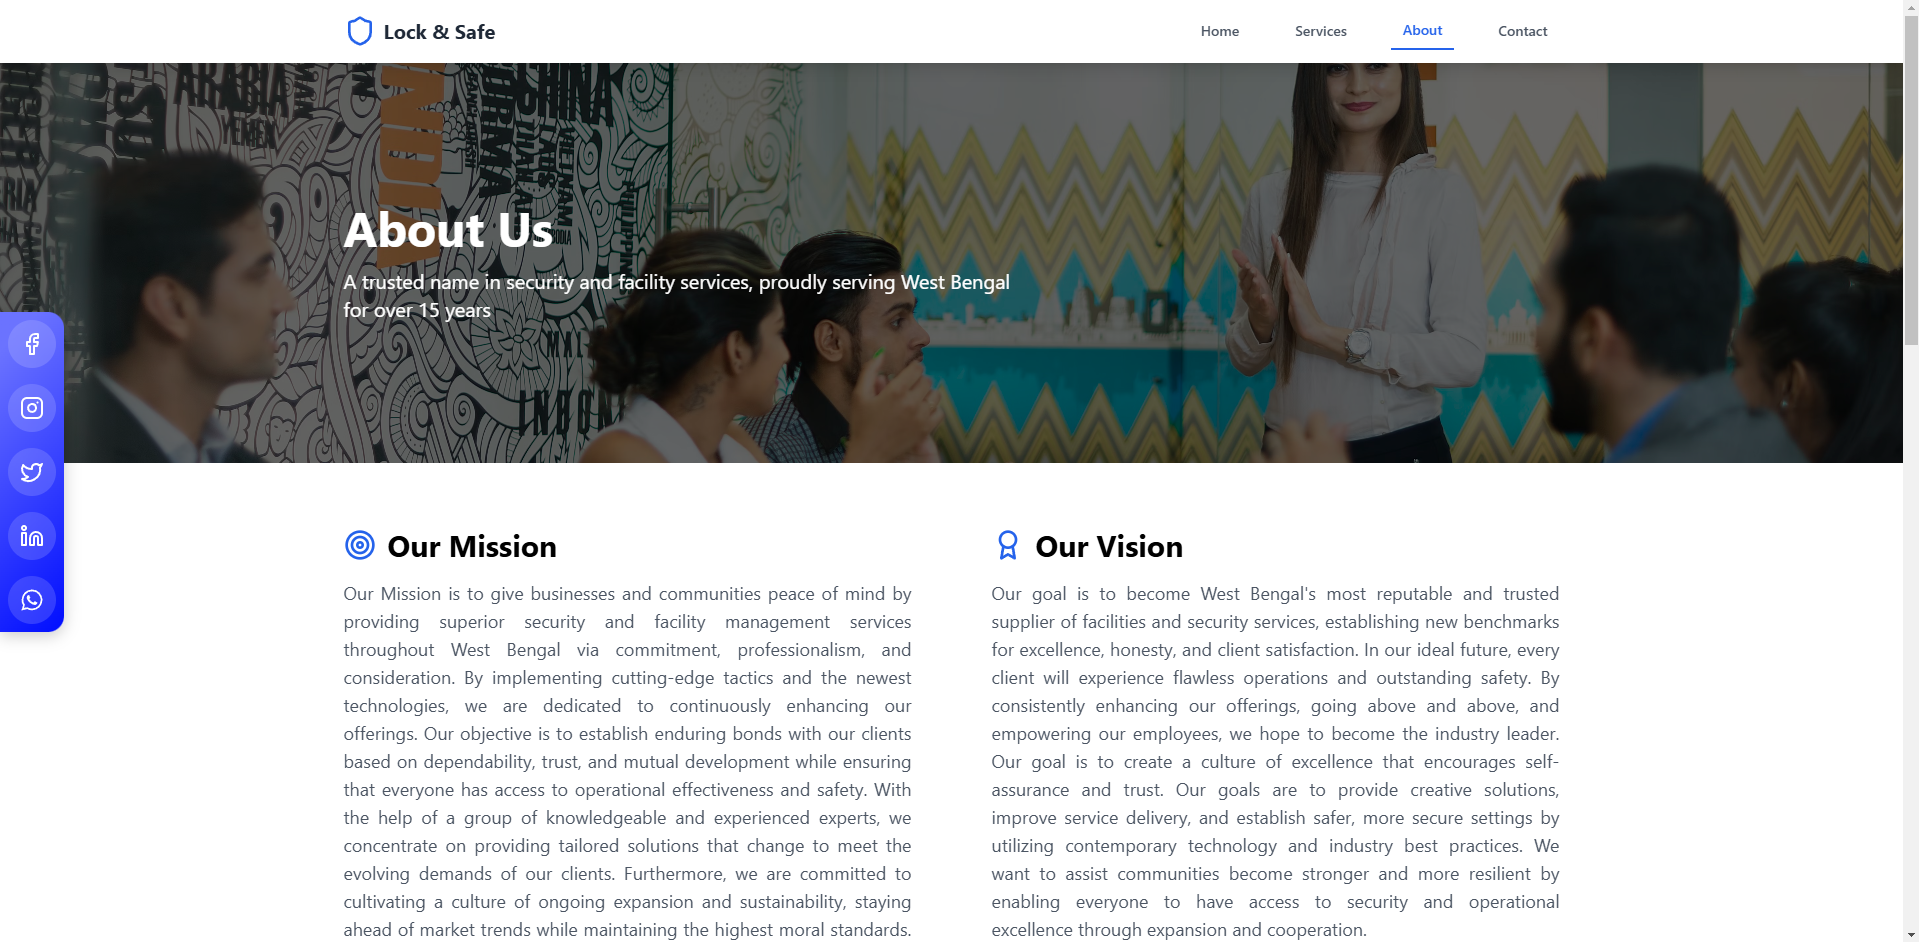 Lock & Safe
Home
Services
About
Contact
ARABIA
YEMEN
INDI
CHINA
About Us
A trusted name in security and facility services, proudly serving West Bengal
for over 15 years
Our Mission
Our Mission is to give businesses and communities peace of mind by
providing superior security and facility management services
throughout West Bengal via commitment, professionalism, and
consideration. By implementing cutting-edge tactics and the newest
technologies, we are dedicated to continuously enhancing our
offerings. Our objective is to establish enduring bonds with our clients
based on dependability, trust, and mutual development while ensuring
that everyone has access to operational effectiveness and safety. With
the help of a group of knowledgeable and experienced experts, we
concentrate on providing tailored solutions that change to meet the
evolving demands of our clients. Furthermore, we are committed to
cultivating a culture of ongoing expansion and sustainability, staying
ahead of market trends while maintaining the highest moral standards.
Our Vision
Our goal is to become West Bengal's most reputable and trusted
supplier of facilities and security services, establishing new benchmarks
for excellence, honesty, and client satisfaction. In our ideal future, every
client will experience flawless operations and outstanding safety. By
consistently enhancing our offerings, going above and above, and
empowering our employees, we hope to become the industry leader.
Our goal is to create a culture of excellence that encourages self-
assurance and trust. Our goals are to provide creative solutions,
improve service delivery, and establish safer, more secure settings by
utilizing contemporary technology and industry best practices. We
want to assist communities become stronger and more resilient by
enabling everyone to have access to security and operational
excellence through expansion and cooperation.